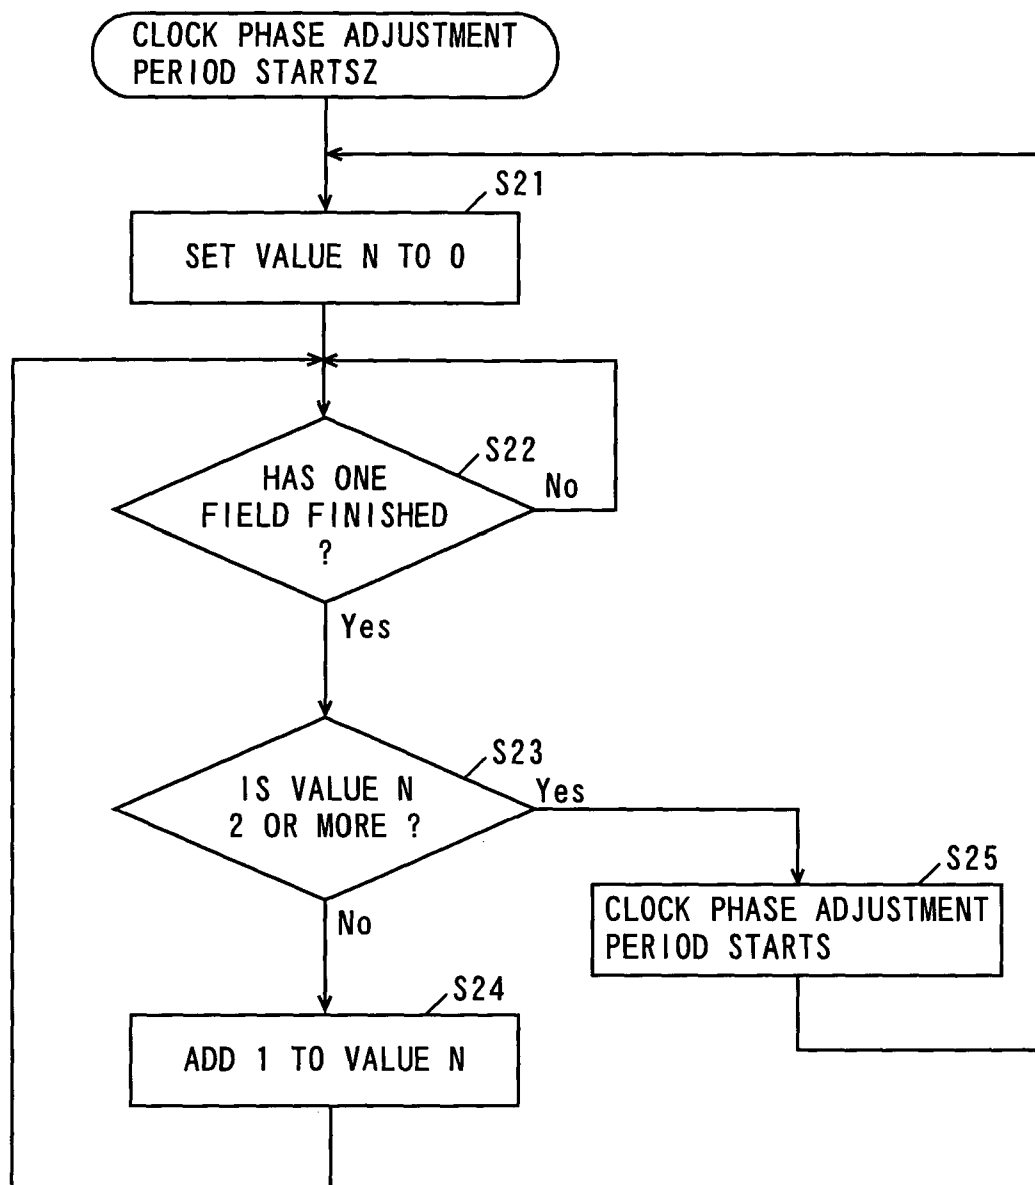 CLOCK PHASE ADJUSTMENT
PERIOD STARTSZ
S21
SET VALUE N TO 0
S22
HAS ONE
FIELD FINISHED
?
No
Yes
S23
IS VALUE N
2 OR MORE ?
Yes
No
S25
CLOCK PHASE ADJUSTMENT
PERIOD STARTS
S24
ADD 1 TO VALUE N